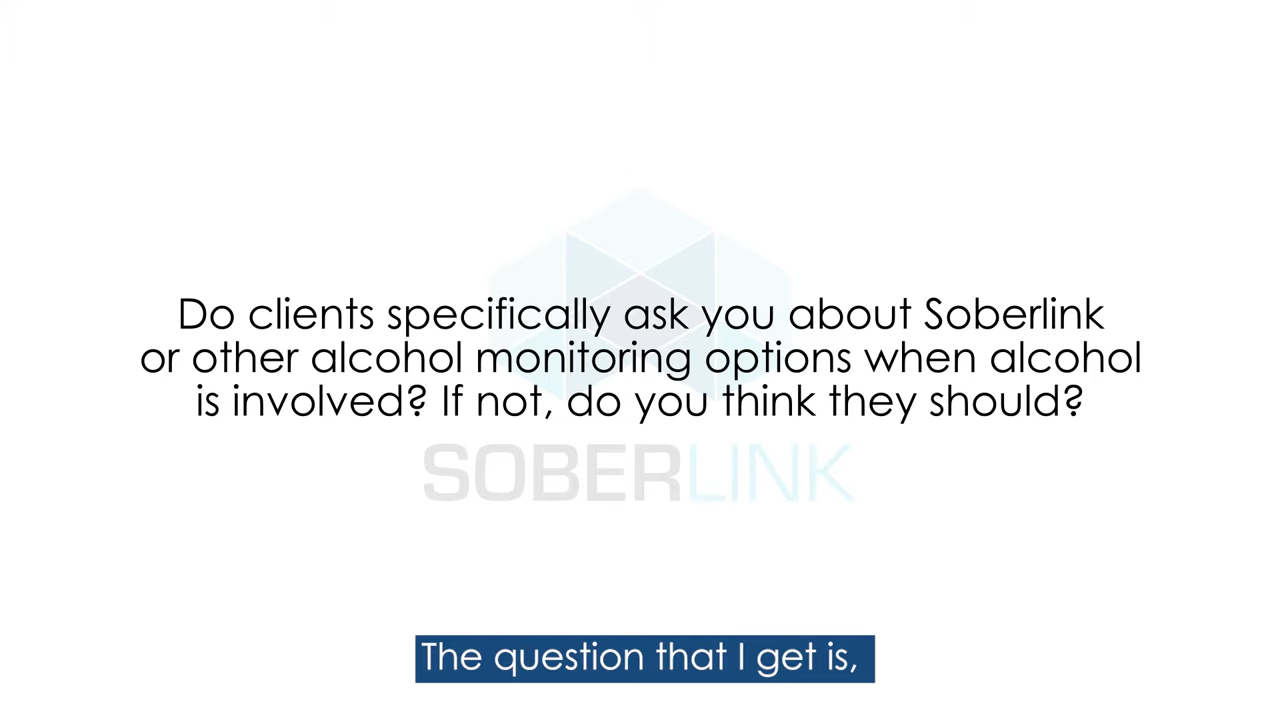 Do clients specifically ask you about Soberlink
or other alcohol monitoring options when alcohol
is involved? If not, do you think they should?
SOBERLINK
The question that I get is,